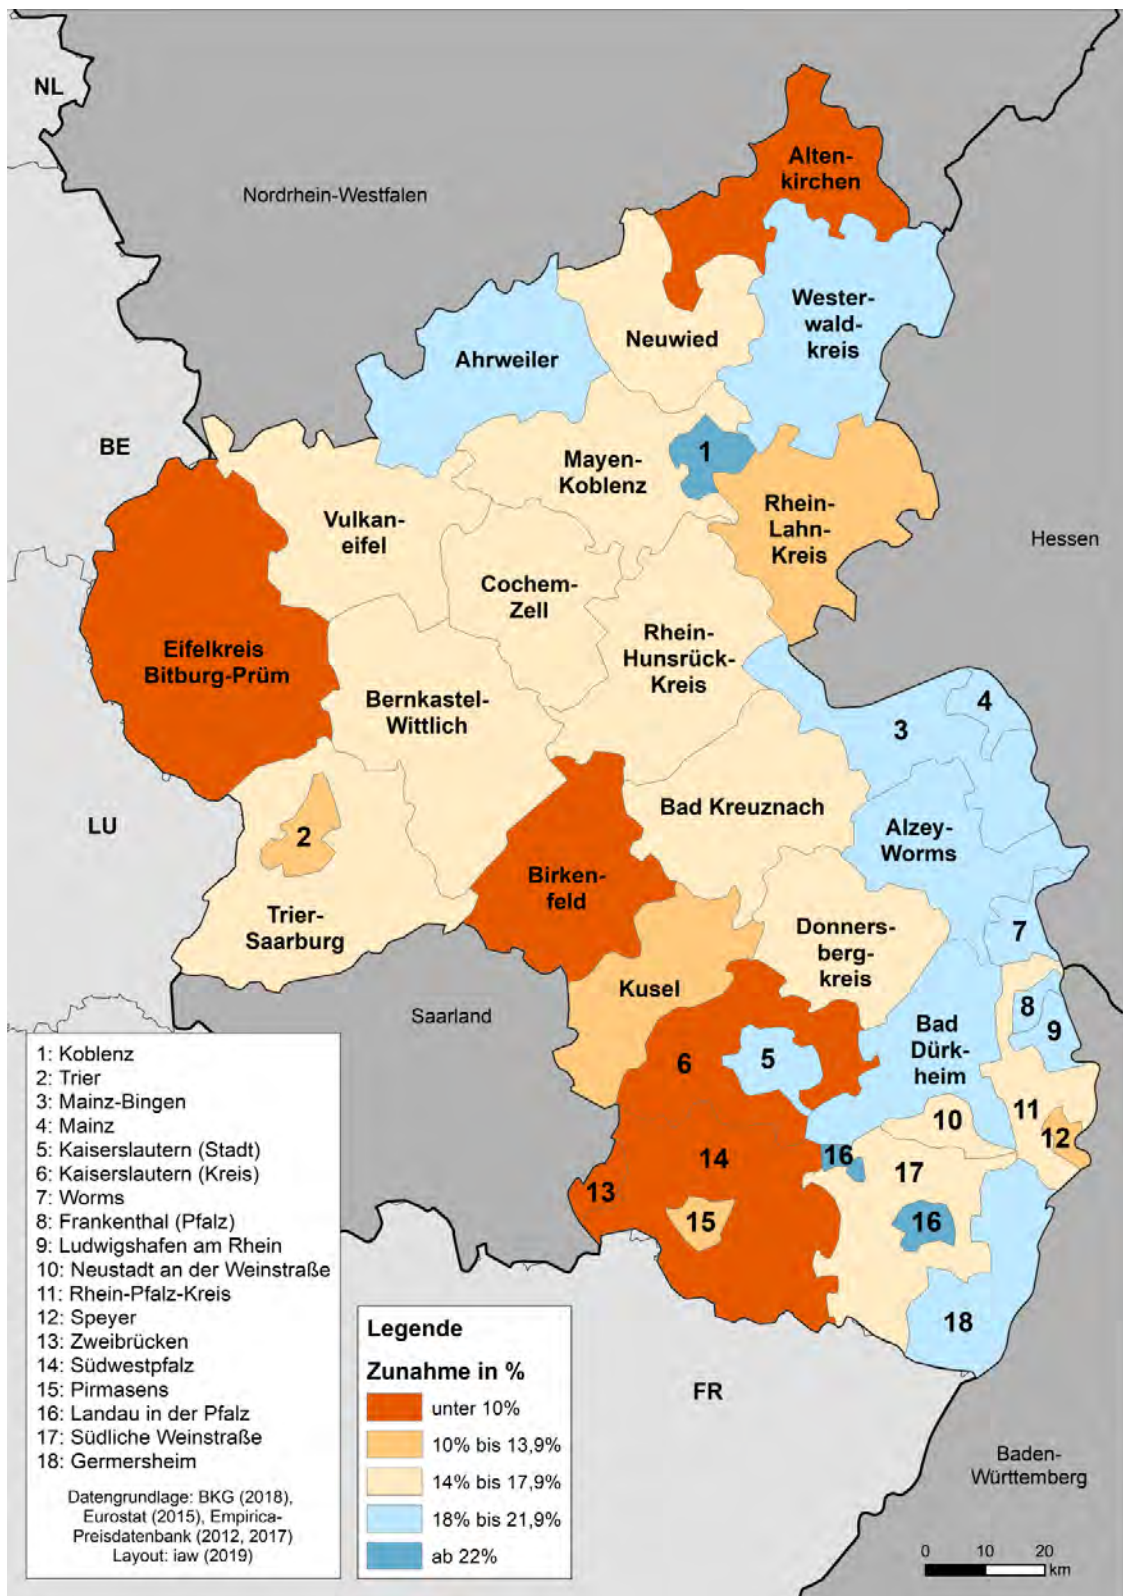 NL
Alten-
kirchen
Nordrhein-Westfalen
Wester-
wald-
kreis
Neuwied
Ahrweiler
BE
1
Mayen-
Koblenz
Rhein-
Lahn-
Kreis
Vulkan-
eifel
Hessen
Cochem-
Zell
Rhein-
Hunsrück-
Kreis
Eifelkreis
Bitburg-Prüm
Bernkastel-
Wittlich
4
3
Bad Kreuznach
LU
2
Alzey-
Worms
Birken-
feld
Trier-
Saarburg
Donners-
berg-
kreis
7
Kusel
Saarland
8
9
Bad
Dürk-
heim
5
6
11
10
12
14
16
17
13
15
16
18
FR
Baden-
Württemberg
1: Koblenz
2: Trier
3: Mainz-Bingen
4: Mainz
5: Kaiserslautern (Stadt)
6: Kaiserslautern (Kreis)
7: Worms
8: Frankenthal (Pfalz)
9: Ludwigshafen am Rhein
10: Neustadt an der Weinstraße
11: Rhein-Pfalz-Kreis
12: Speyer
13: Zweibrücken
14: Südwestpfalz
15: Pirmasens
16: Landau in der Pfalz
17: Südliche Weinstraße
18: Germersheim
Datengrundlage: BKG (2018),
Eurostat (2015), Empirica-
Preisdatenbank (2012, 2017)
Layout: iaw (2019)
Legende
Zunahme in %
unter 10%
10% bis 13,9%
14% bis 17,9%
18% bis 21,9%
ab 22%
0 10 20
km